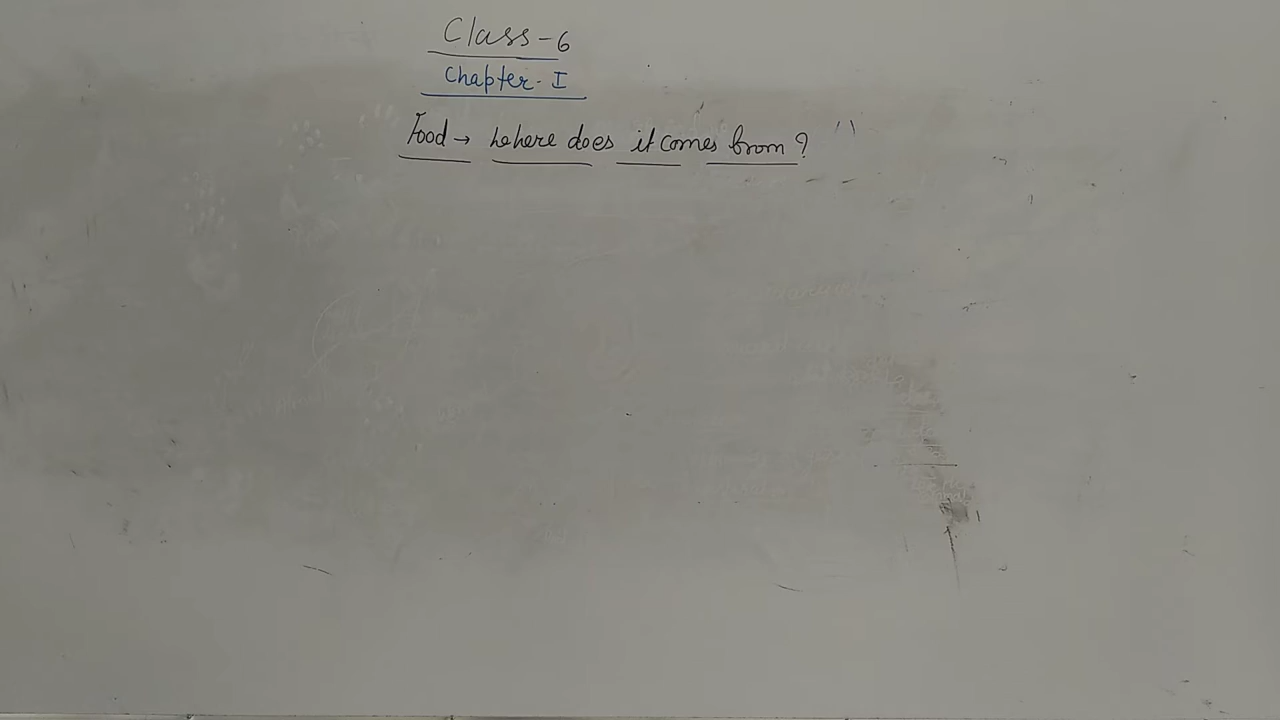 Class-6
Chapter-I
Food → where does it comes from? "